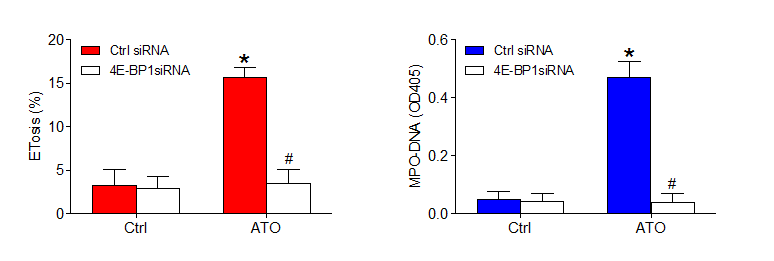 20
15
10
5
0
ETosis (%)
Ctrl siRNA
4E-BP1siRNA
*
#
Ctrl
ATO
0.6
0.4
0.2
0.0
MPO-DNA (OD405)
Ctrl siRNA
4E-BP1siRNA
*
#
Ctrl
ATO